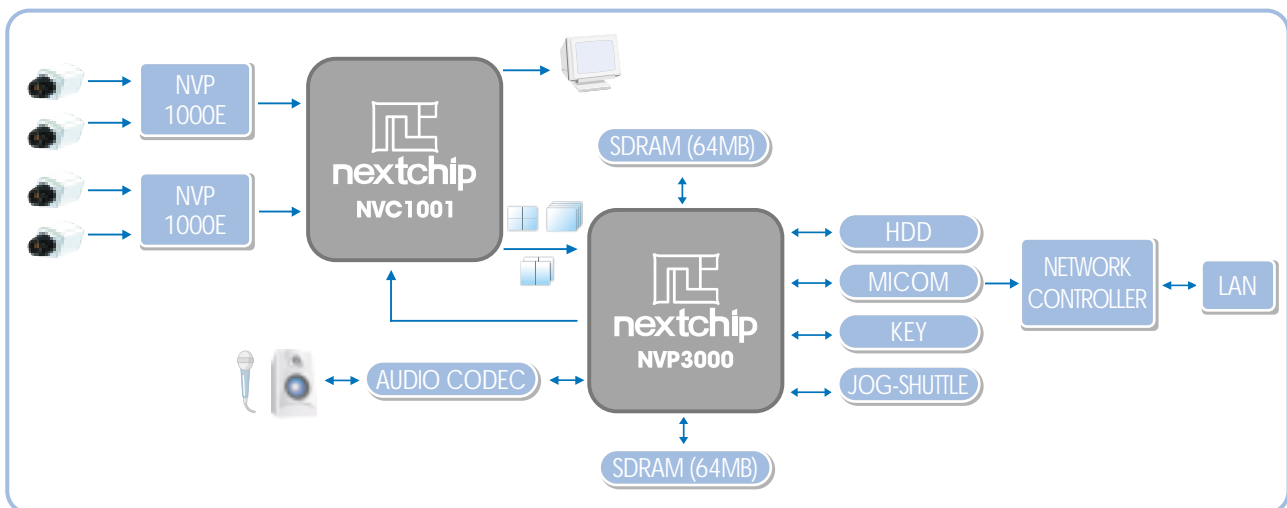 NVP
1000E
NVP
1000E
nextchip
NVC1001
SDRAM (64MB)
nextchip
NVP3000
HDD
MICOM
KEY
JOG-SHUTTLE
NETWORK
CONTROLLER
LAN
AUDIO CODEC
SDRAM (64MB)